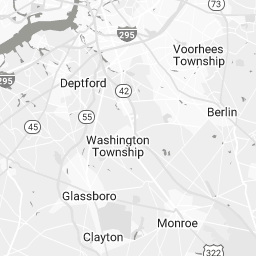 73
295
Voorhees
Township
295
Deptford
42
Berlin
55
45
Washington
Township
Glassboro
Monroe
Clayton
322